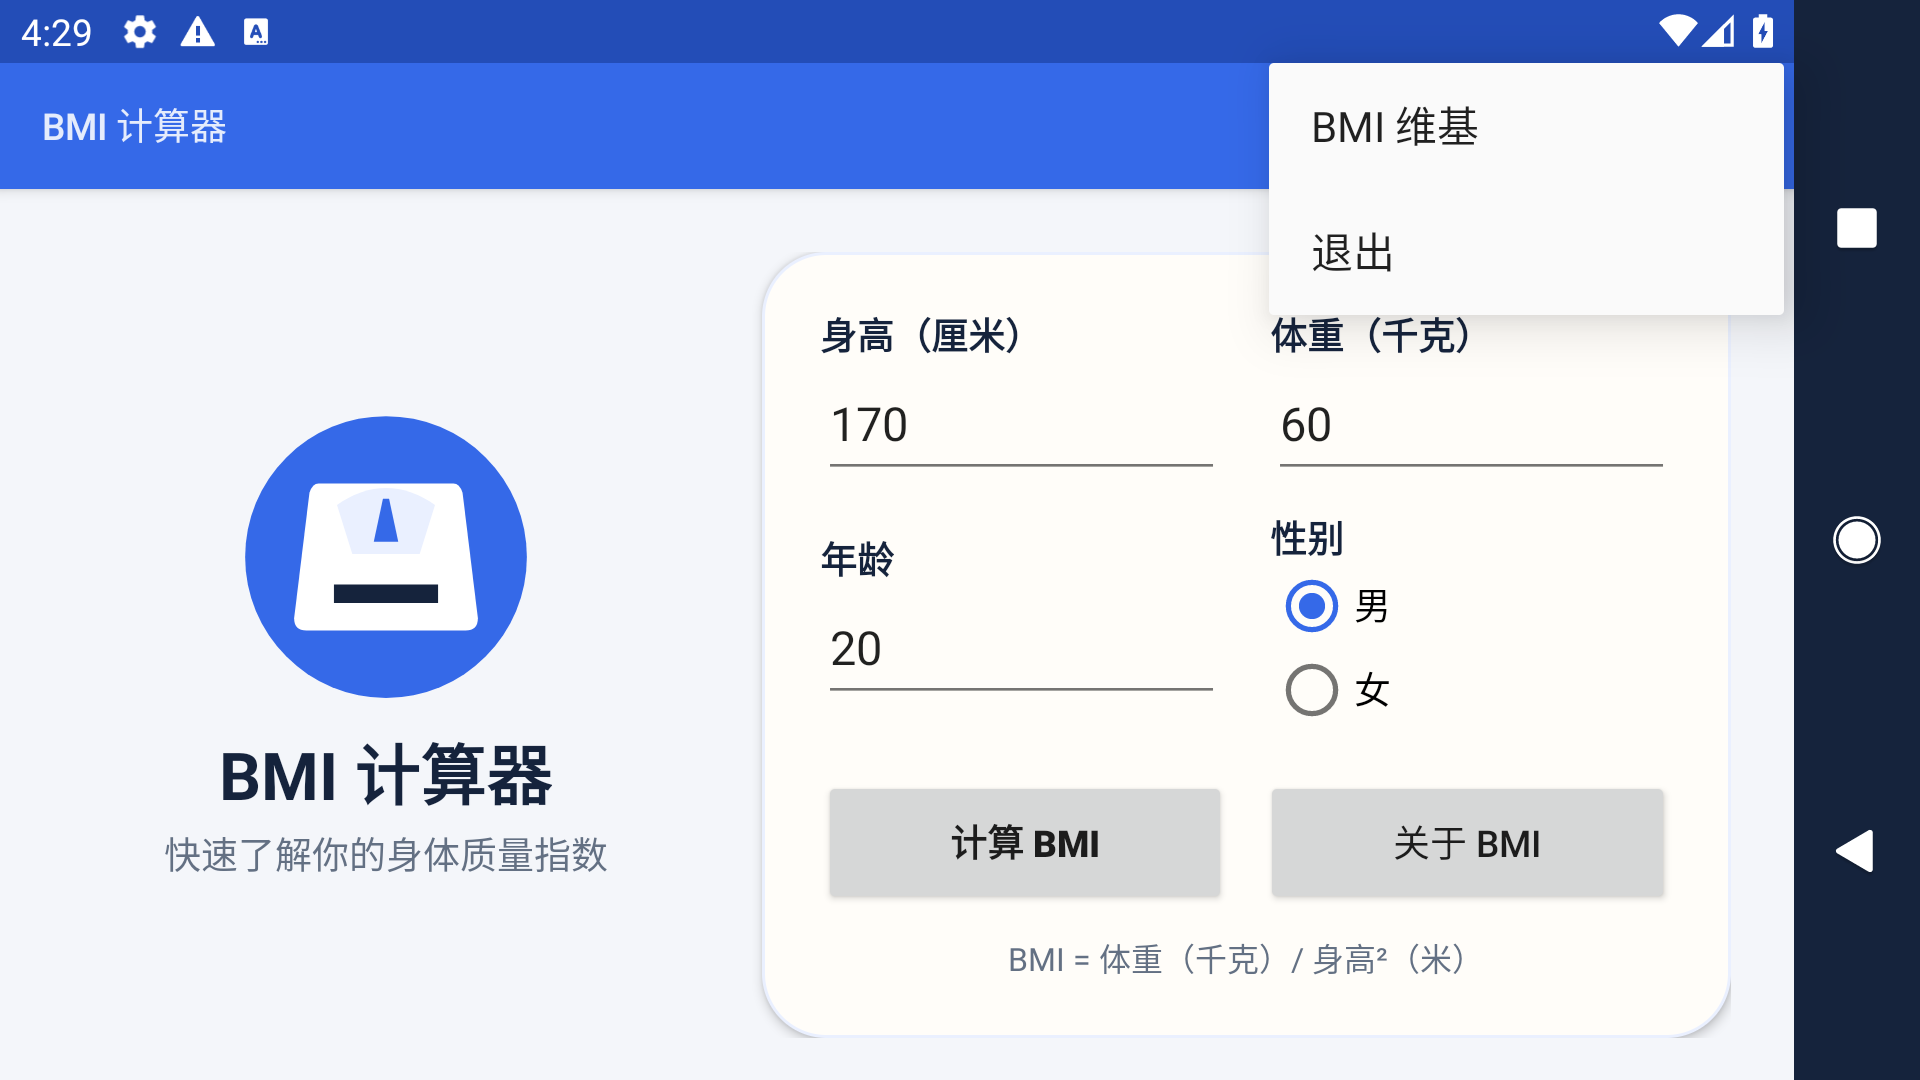 4:29
BMI 计算器
BMI 维基
退出
身高（厘米）
体重（千克）
170
60
年龄
性别
男
20
女
BMI 计算器
快速了解你的身体质量指数
计算 BMI
关于 BMI
BMI = 体重（千克）/ 身高²（米）